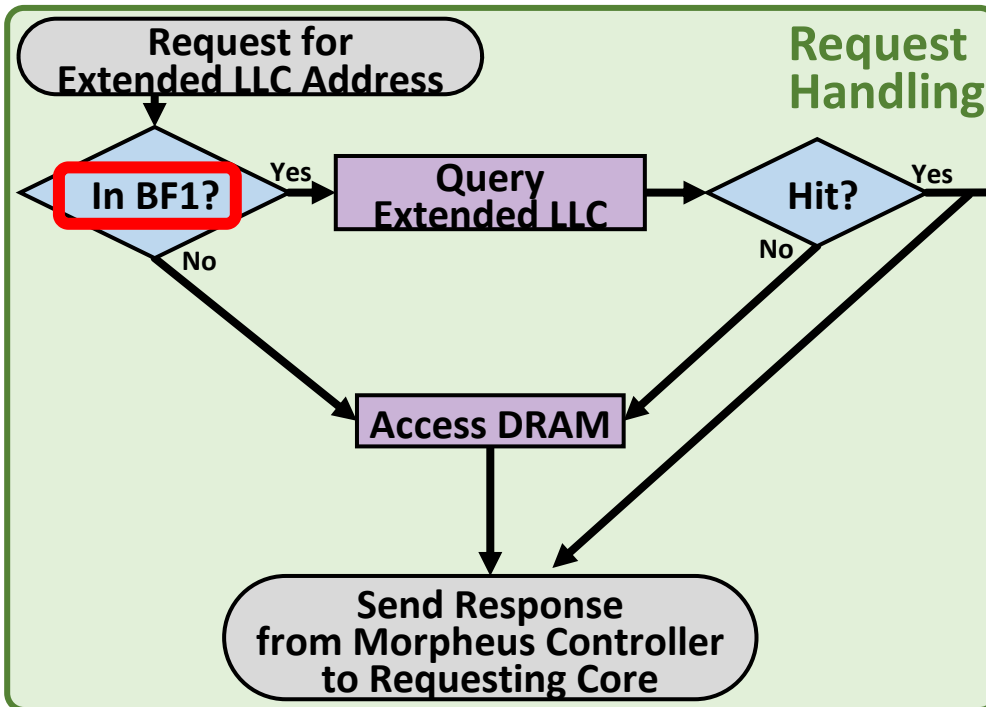 Request for
Extended LLC Address
Request
Handling
In BF1?
Yes
Query
Extended LLC
Hit?
Yes
No
No
Access DRAM
Send Response
from Morpheus Controller
to Requesting Core